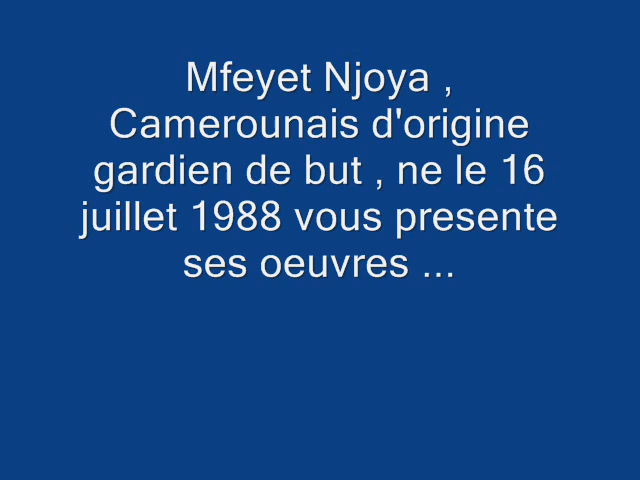 Mfeyet Njoya ,
Camerounais d'origine
gardien de but , ne le 16
juillet 1988 vous presente
ses oeuvres ...